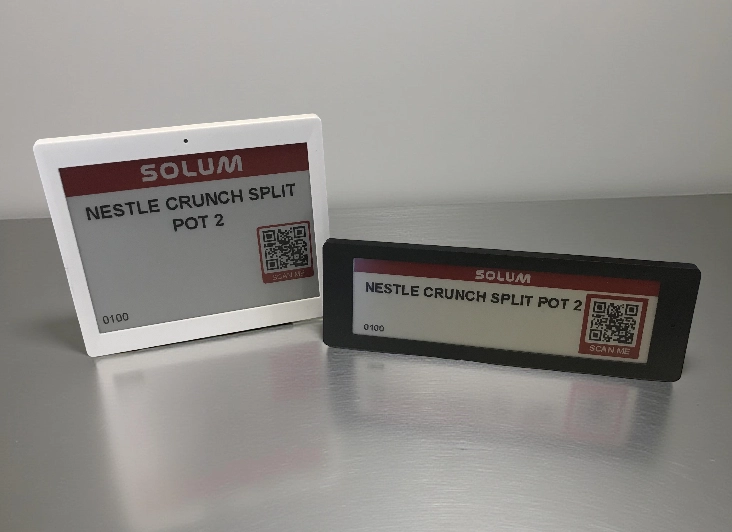 SOLUM
NESTLE CRUNCH SPLIT
POT 2
SCAN ME
0100
SOLUM
NESTLE CRUNCH SPLIT POT 2
0100
SCAN ME